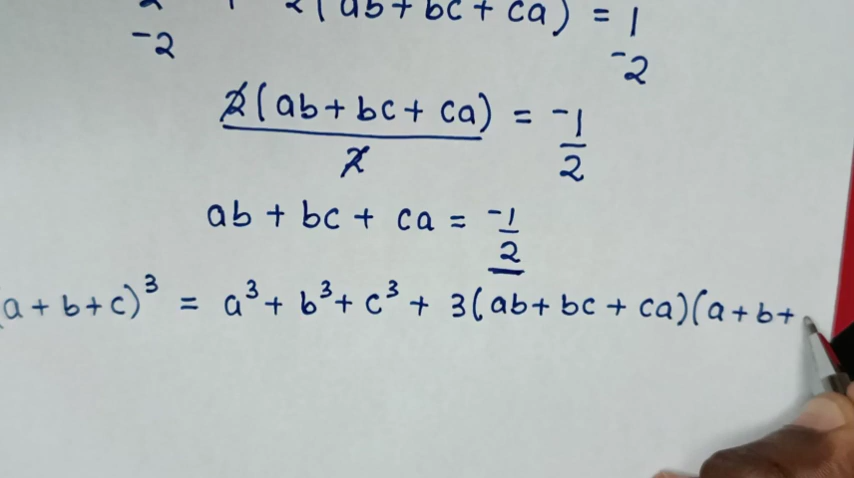 2(ab + bc + ca) = 1
-2 -2
2(ab + bc + ca) = -1
2 2
ab + bc + ca = -1
2
(a + b + c)³ = a³ + b³ + c³ + 3(ab + bc + ca)(a + b +